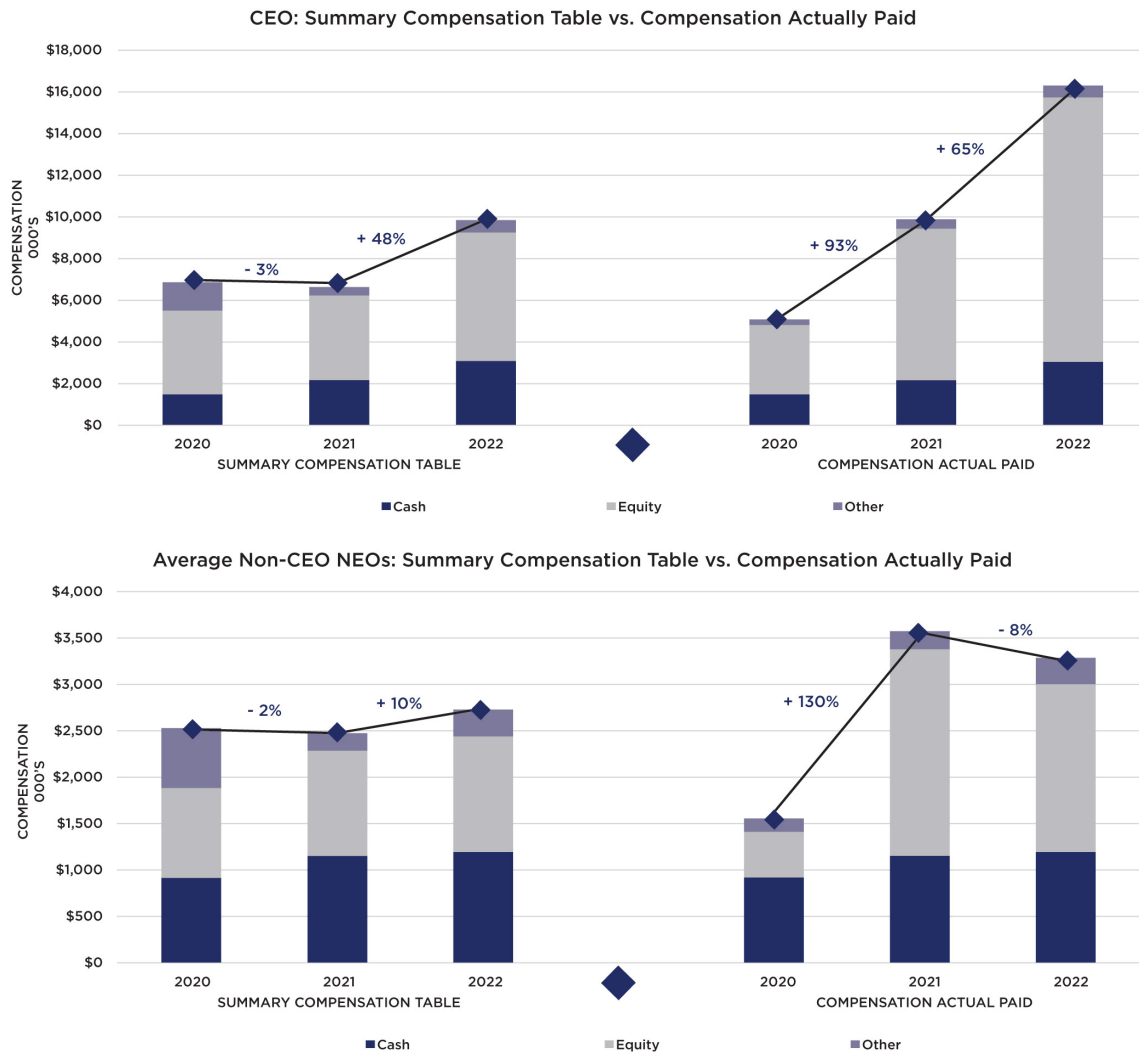 CEO: Summary Compensation Table vs. Compensation Actually Paid
COMPENSATION
000'S
$18,000
$16,000
$14,000
$12,000
$10,000
$8,000
$6,000
$4,000
$2,000
$0
- 3%
+ 48%
+ 93%
+ 65%
2020
2021
2022
SUMMARY COMPENSATION TABLE
2020
2021
2022
COMPENSATION ACTUAL PAID
Cash
Equity
Other
Average Non-CEO NEOs: Summary Compensation Table vs. Compensation Actually Paid
COMPENSATION
000'S
$4,000
$3,500
$3,000
$2,500
$2,000
$1,500
$1,000
$500
$0
- 2%
+ 10%
+ 130%
- 8%
2020
2021
2022
SUMMARY COMPENSATION TABLE
2020
2021
2022
COMPENSATION ACTUAL PAID
Cash
Equity
Other